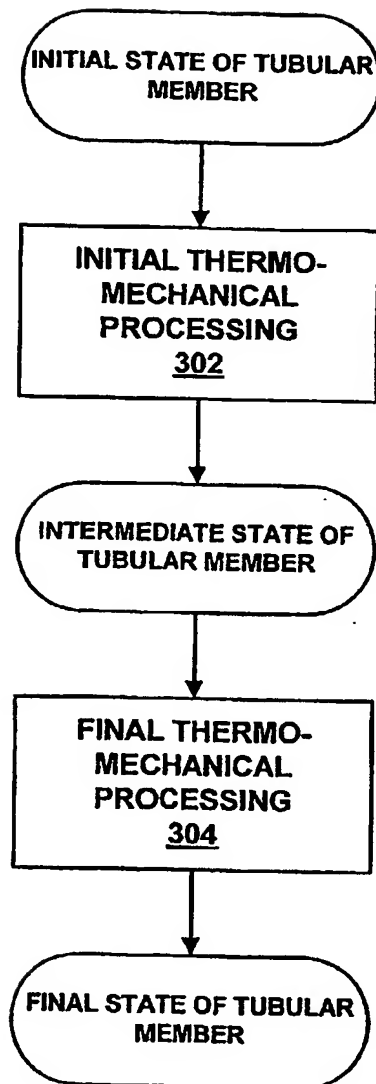 INITIAL STATE OF TUBULAR
MEMBER
INITIAL THERMO-
MECHANICAL
PROCESSING
302
INTERMEDIATE STATE OF
TUBULAR MEMBER
FINAL THERMO-
MECHANICAL
PROCESSING
304
FINAL STATE OF TUBULAR
MEMBER